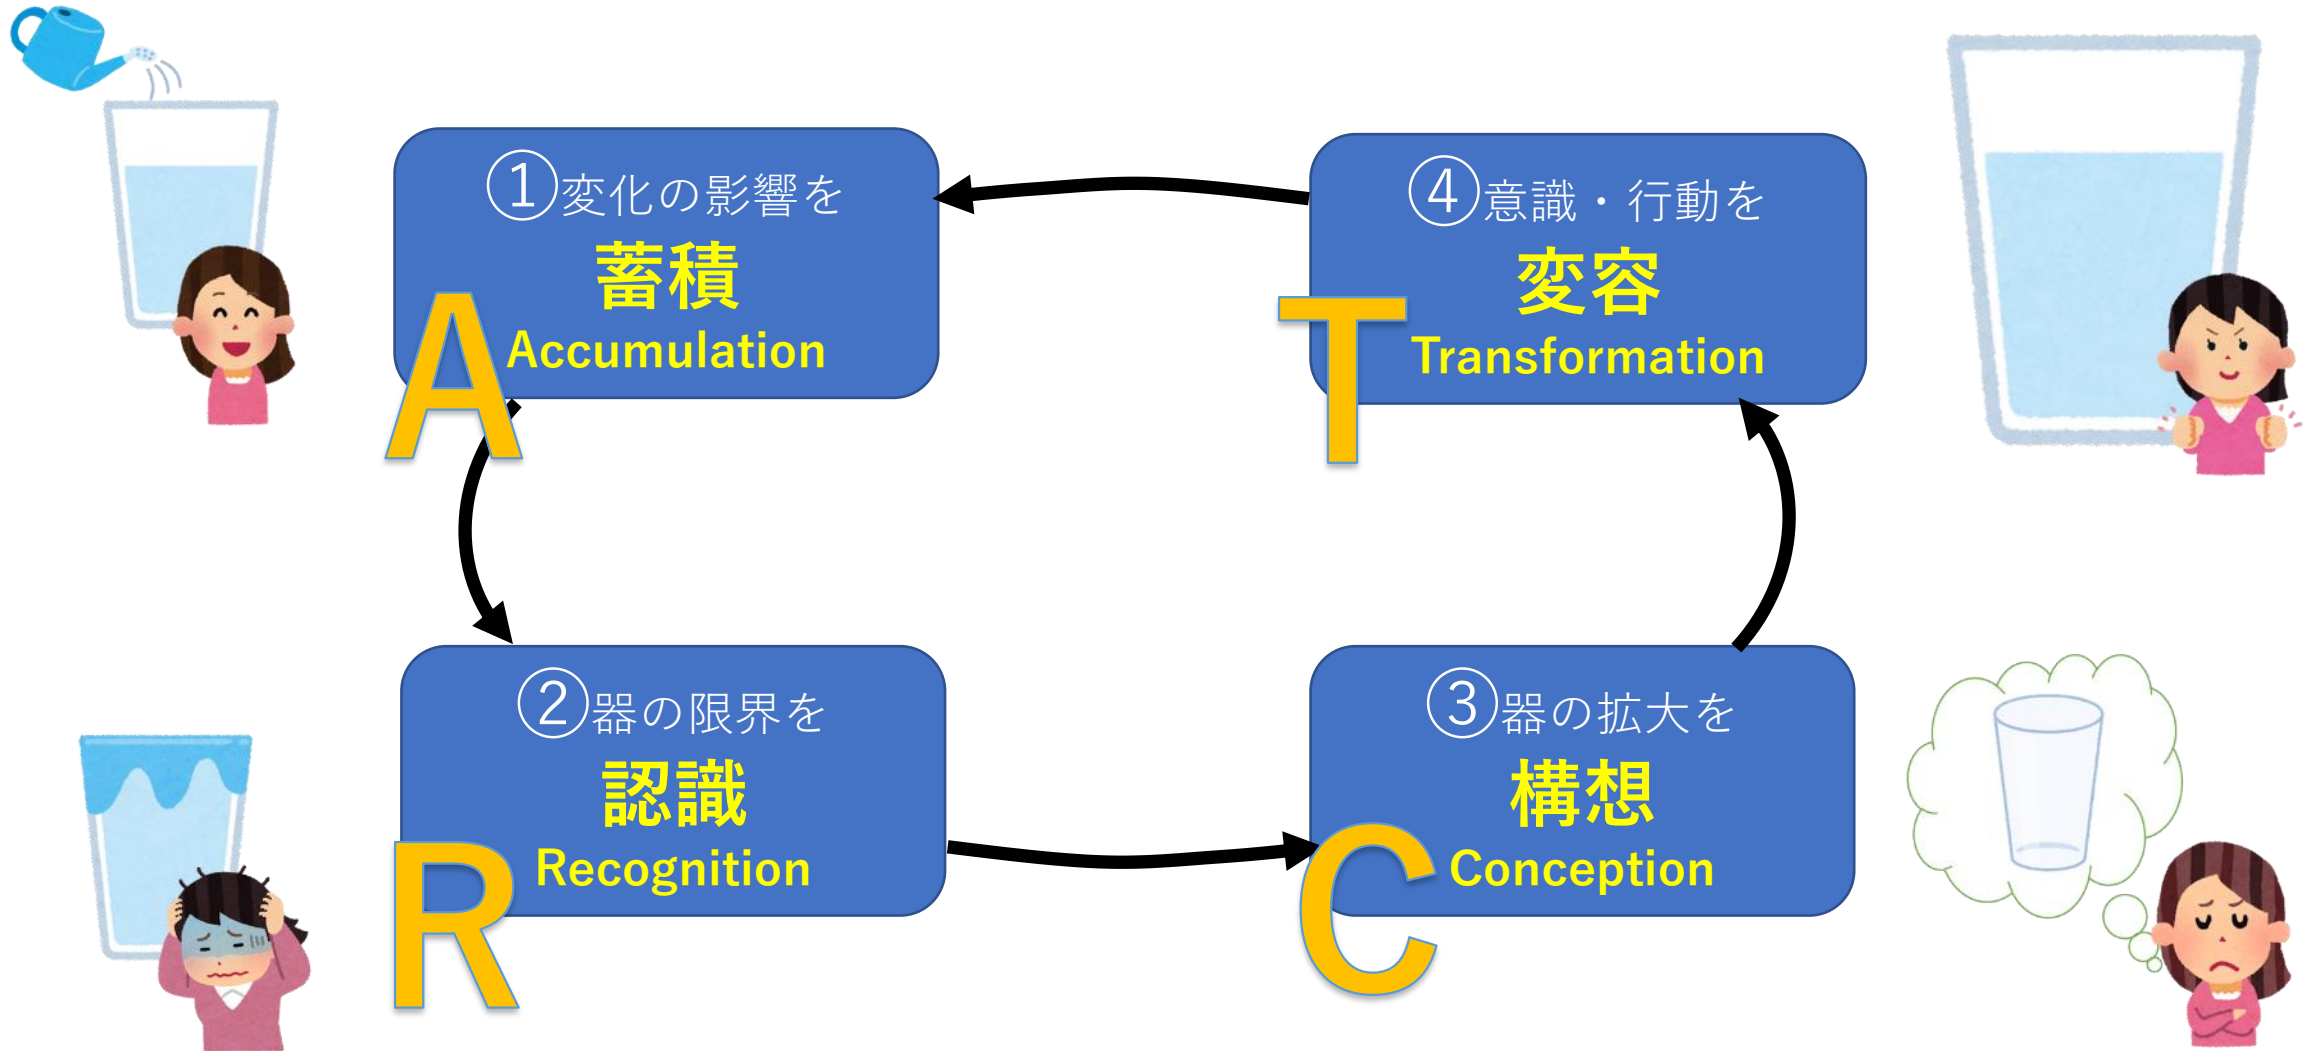 ①変化の影響を
蓄積
Accumulation
A
②器の限界を
認識
Recognition
R
③器の拡大を
構想
Conception
C
④意識・行動を
変容
Transformation
T